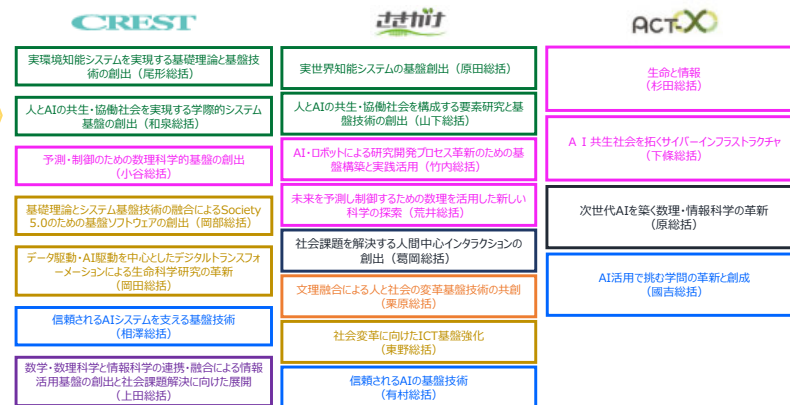 CREST
実環境知能システムを実現する基礎理論と基盤技
術の創出（尾形総括）
人とAIの共生・協働社会を実現する学際的システム
基盤の創出（和泉総括）
予測・制御のための数理科学的基盤の創出
（小谷総括）
基礎理論とシステム基盤技術の融合によるSociety
5.0のための基盤ソフトウェアの創出（岡部総括）
データ駆動・AI駆動を中心としたデジタルトランスフォ
ーメーションによる生命科学研究の革新
（岡田総括）
信頼されるAIシステムを支える基盤技術
（相澤総括）
数学・数理科学と情報科学の連携・融合による情報
活用基盤の創出と社会課題解決に向けた展開
（上田総括）
さきがけ
実世界知能システムの基盤創出（原田総括）
人とAIの共生・協働社会を構成する要素研究と基
盤技術の創出（山下総括）
AI・ロボットによる研究開発プロセス革新のための基
盤構築と実践活用（竹内総括）
未来を予測し制御するための数理を活用した新しい
科学の探索（荒井総括）
社会課題を解決する人間中心インタラクションの
創出（葛岡総括）
文理融合による人と社会の変革基盤技術の共創
（栗原総括）
社会変革に向けたICT基盤強化
（東野総括）
信頼されるAIの基盤技術
（有村総括）
ACT-X
生命と情報
（杉田総括）
ＡＩ共生社会を拓くサイバーインフラストラクチャ
（下條総括）
次世代AIを築く数理・情報科学の革新
（原総括）
AI活用で挑む学問の革新と創成
（國吉総括）